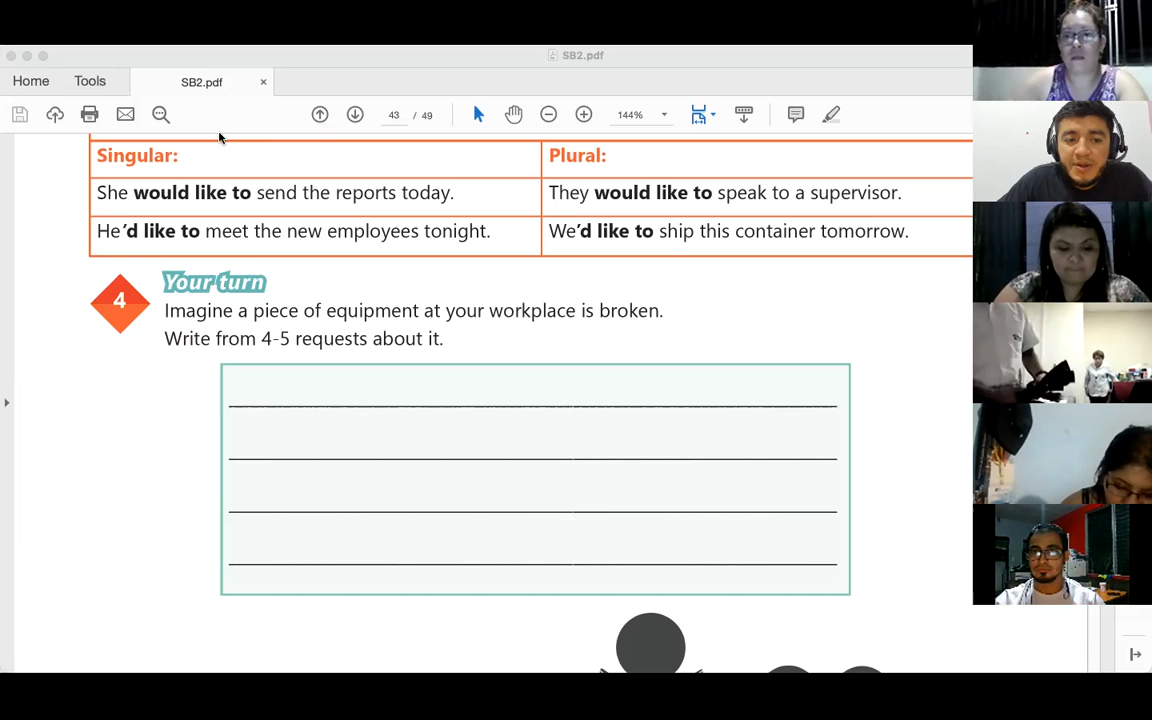 SB2.pdf
Home
Tools
SB2.pdf
×
43 / 49
144%
Singular:
Plural:
She would like to send the reports today.
They would like to speak to a supervisor.
He'd like to meet the new employees tonight.
We'd like to ship this container tomorrow.
4
Your turn
Imagine a piece of equipment at your workplace is broken.
Write from 4-5 requests about it.